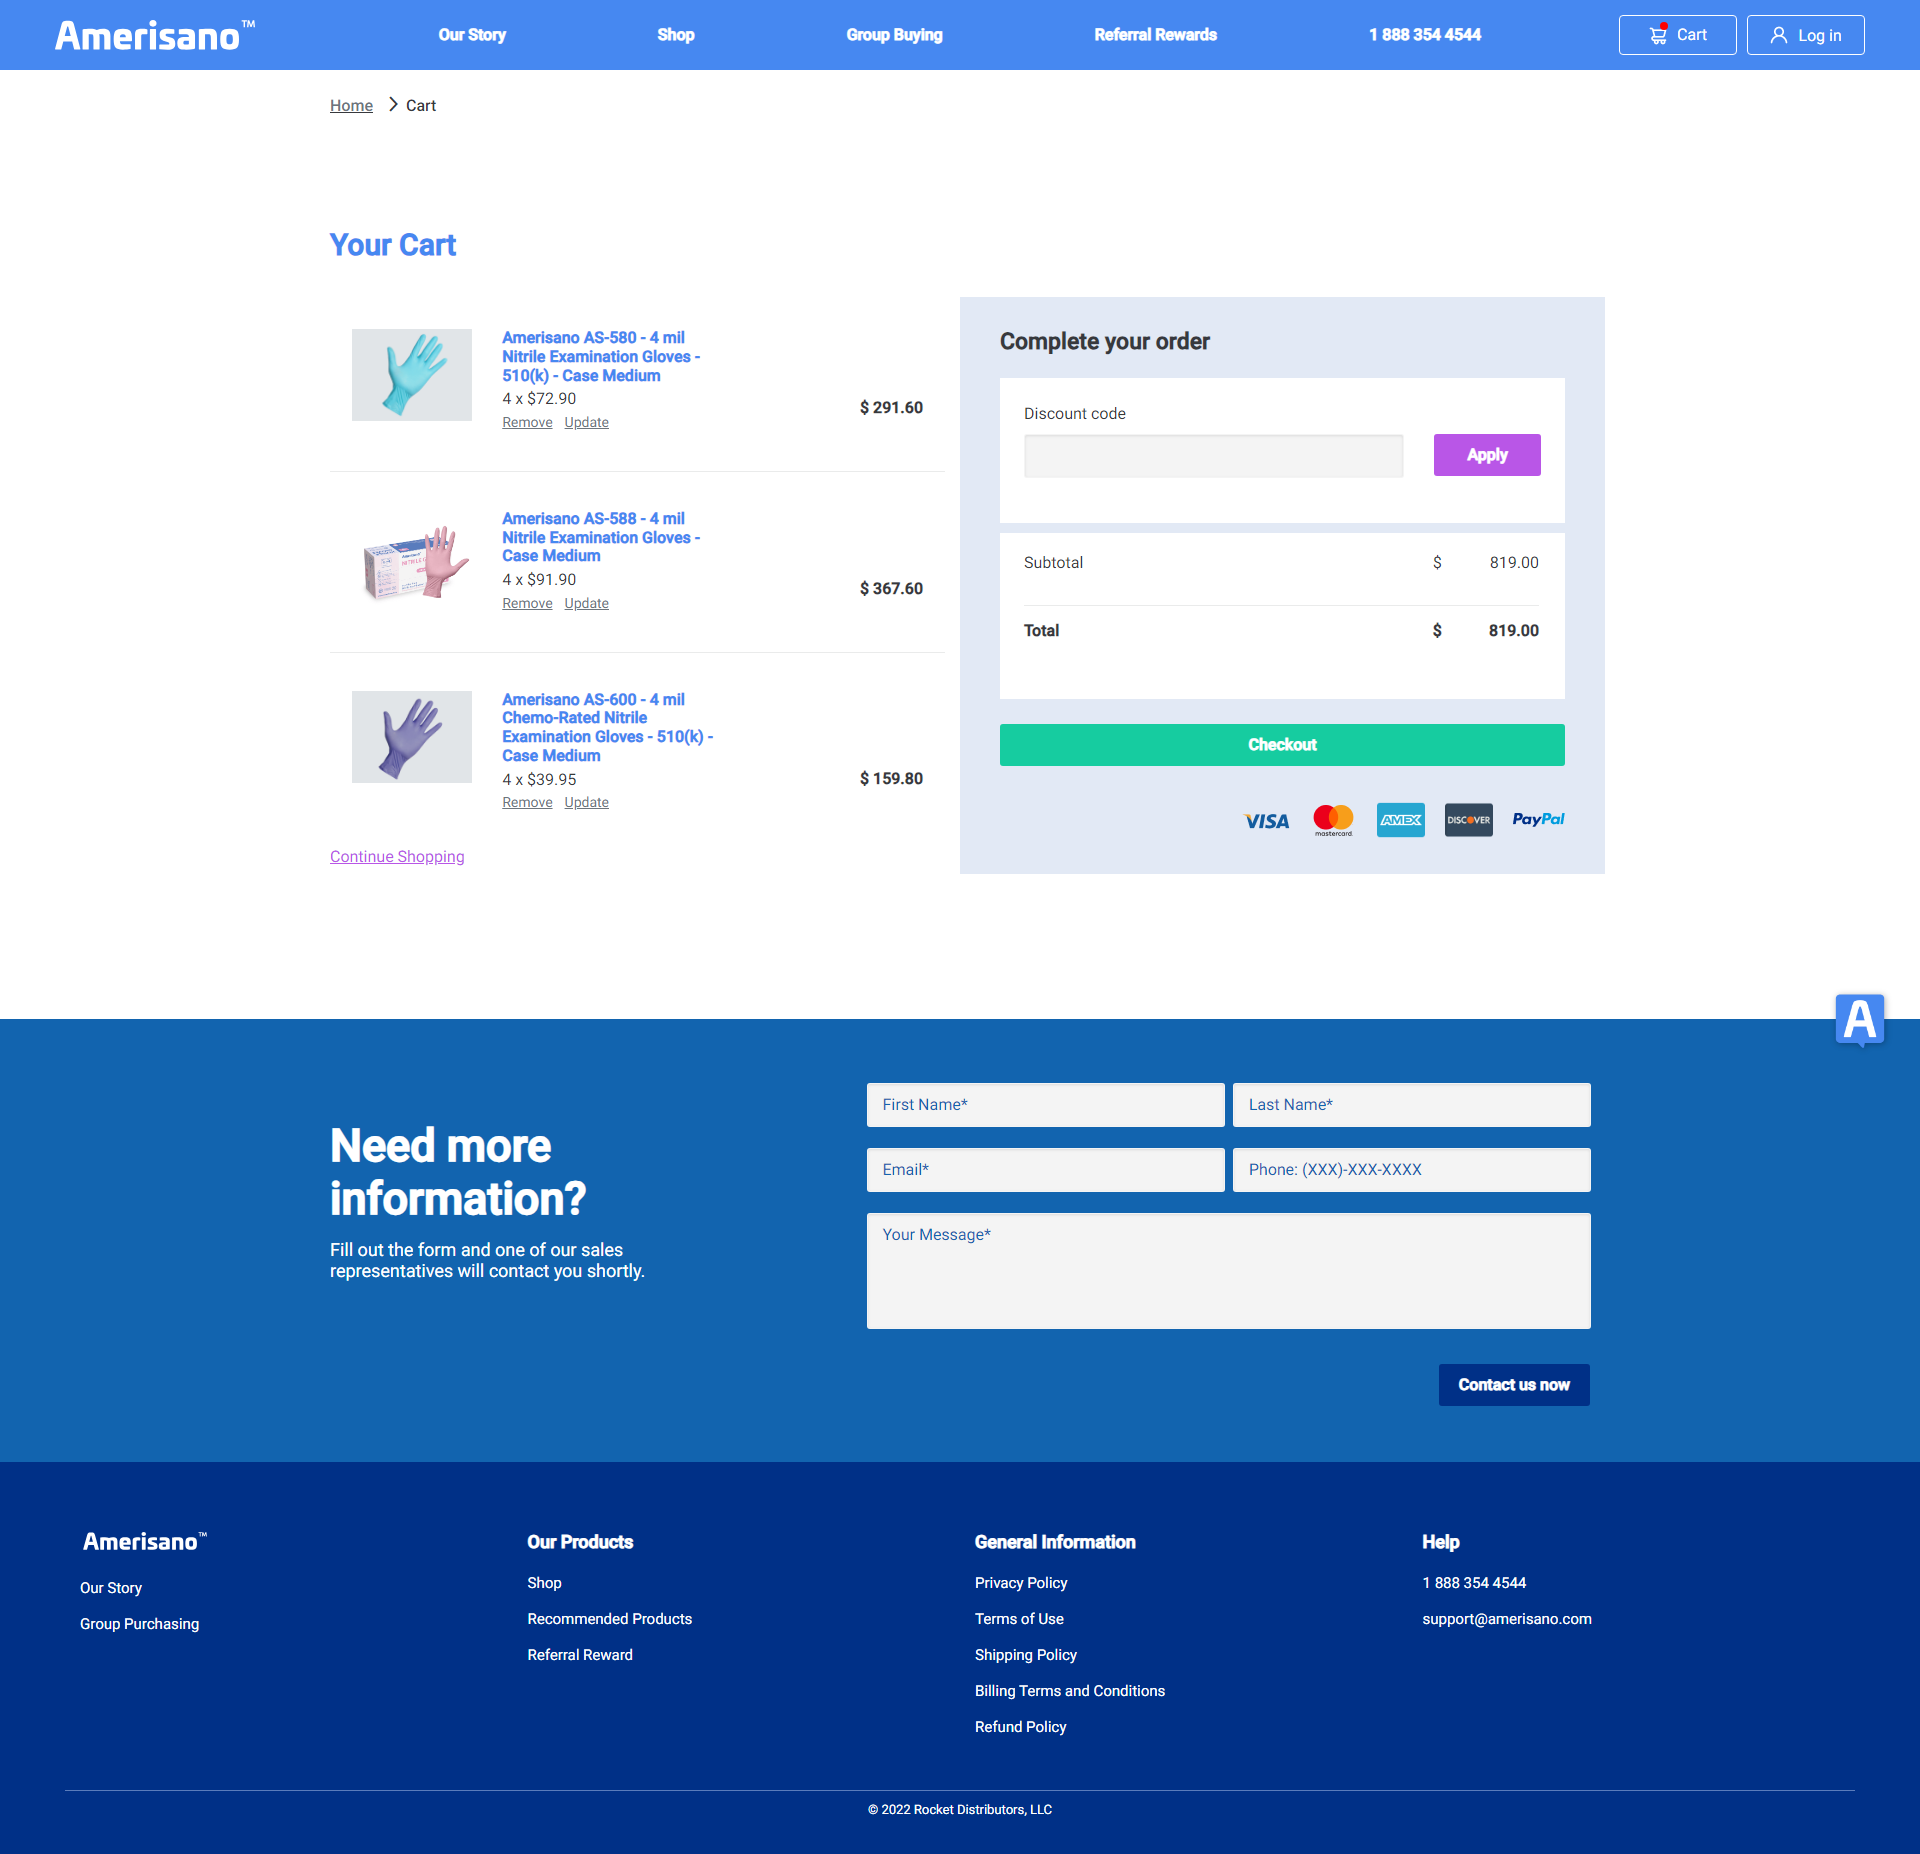 Amerisano™
Our Story
Shop
Group Buying
Referral Rewards
1 888 354 4544
Cart
Log in
Home
Cart
Your Cart
Amerisano AS-580 - 4 mil
Nitrile Examination Gloves -
510(k) - Case Medium
4 x $72.90
Remove Update
$ 291.60
Amerisano AS-588 - 4 mil
Nitrile Examination Gloves -
Case Medium
4 x $91.90
Remove Update
$ 367.60
Amerisano AS-600 - 4 mil
Chemo-Rated Nitrile
Examination Gloves - 510(k) -
Case Medium
4 x $39.95
Remove Update
$ 159.80
Continue Shopping
Complete your order
Discount code
Apply
Subtotal $ 819.00
Total $ 819.00
Checkout
VISA
mastercard
AMEX
DISCOVER
PayPal
A
Need more
information?
Fill out the form and one of our sales
representatives will contact you shortly.
First Name*
Last Name*
Email*
Phone: (XXX)-XXX-XXXX
Your Message*
Contact us now
Amerisano™
Our Story
Group Purchasing
Our Products
Shop
Recommended Products
Referral Reward
General Information
Privacy Policy
Terms of Use
Shipping Policy
Billing Terms and Conditions
Refund Policy
Help
1 888 354 4544
support@amerisano.com
© 2022 Rocket Distributors, LLC